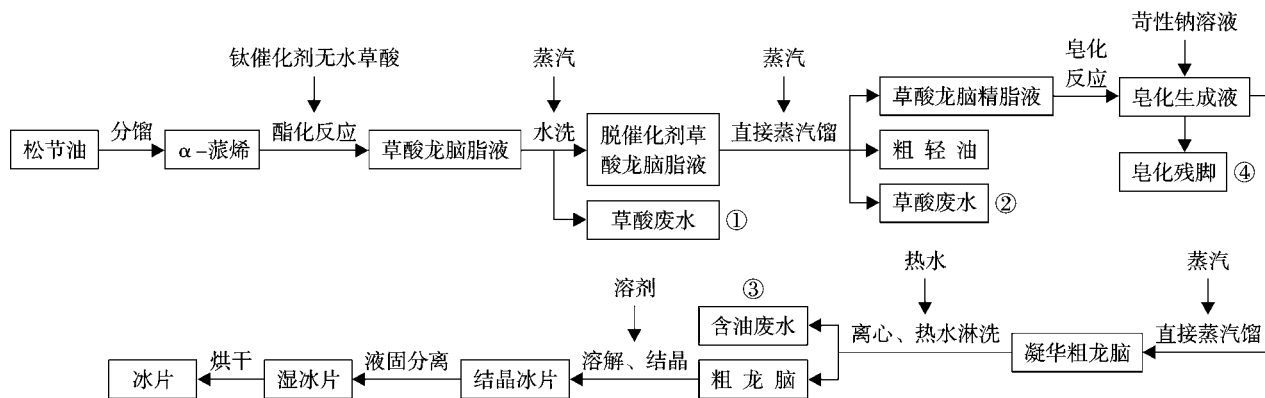 钛催化剂无水草酸
蒸汽
蒸汽
苛性钠溶液
皂化
反应
草酸龙脑精脂液
皂化生成液
松节油
分馏
α-蒎烯
酯化反应
草酸龙脑脂液
水洗
脱催化剂草
酸龙脑脂液
直接蒸汽馏
粗轻油
皂化残脚
④
草酸废水
①
草酸废水
②
热水
蒸汽
溶剂
③
含油废水
离心、热水淋洗
凝华粗龙脑
直接蒸汽馏
冰片
烘干
湿冰片
液固分离
结晶冰片
溶解、结晶
粗龙脑